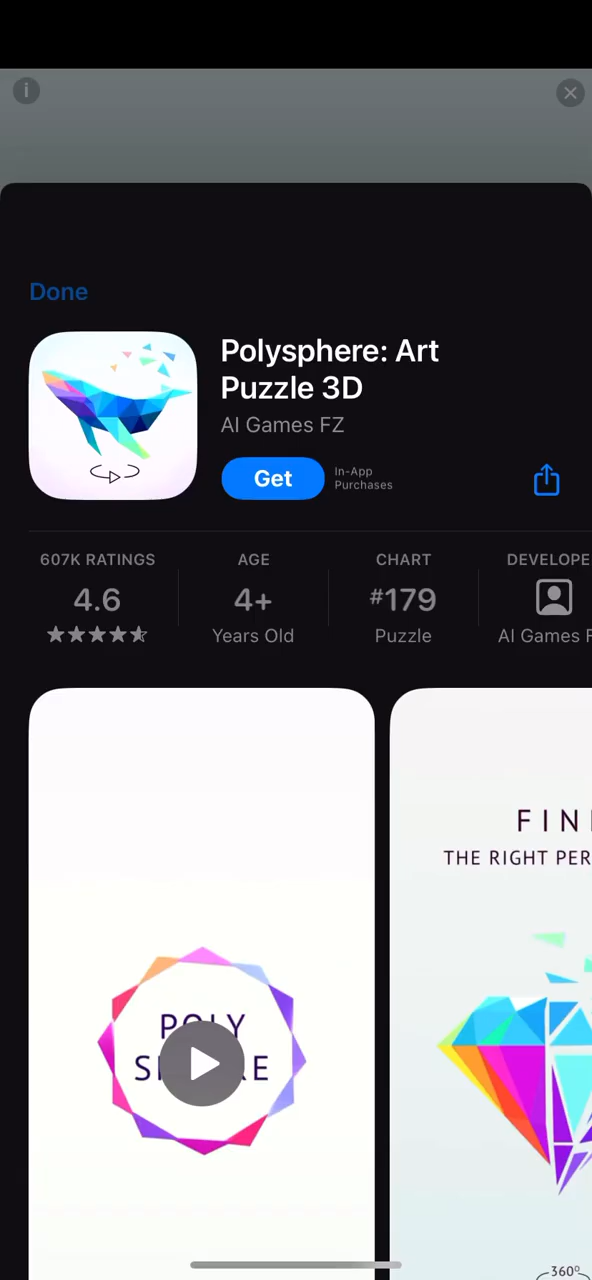 Done
Polysphere: Art
Puzzle 3D
AI Games FZ
Get
In-App
Purchases
607K RATINGS
AGE
CHART
DEVELOPE
4.6
4+
#179
Years Old
Puzzle
AI Games F
FIN
THE RIGHT PER
POLY
360°